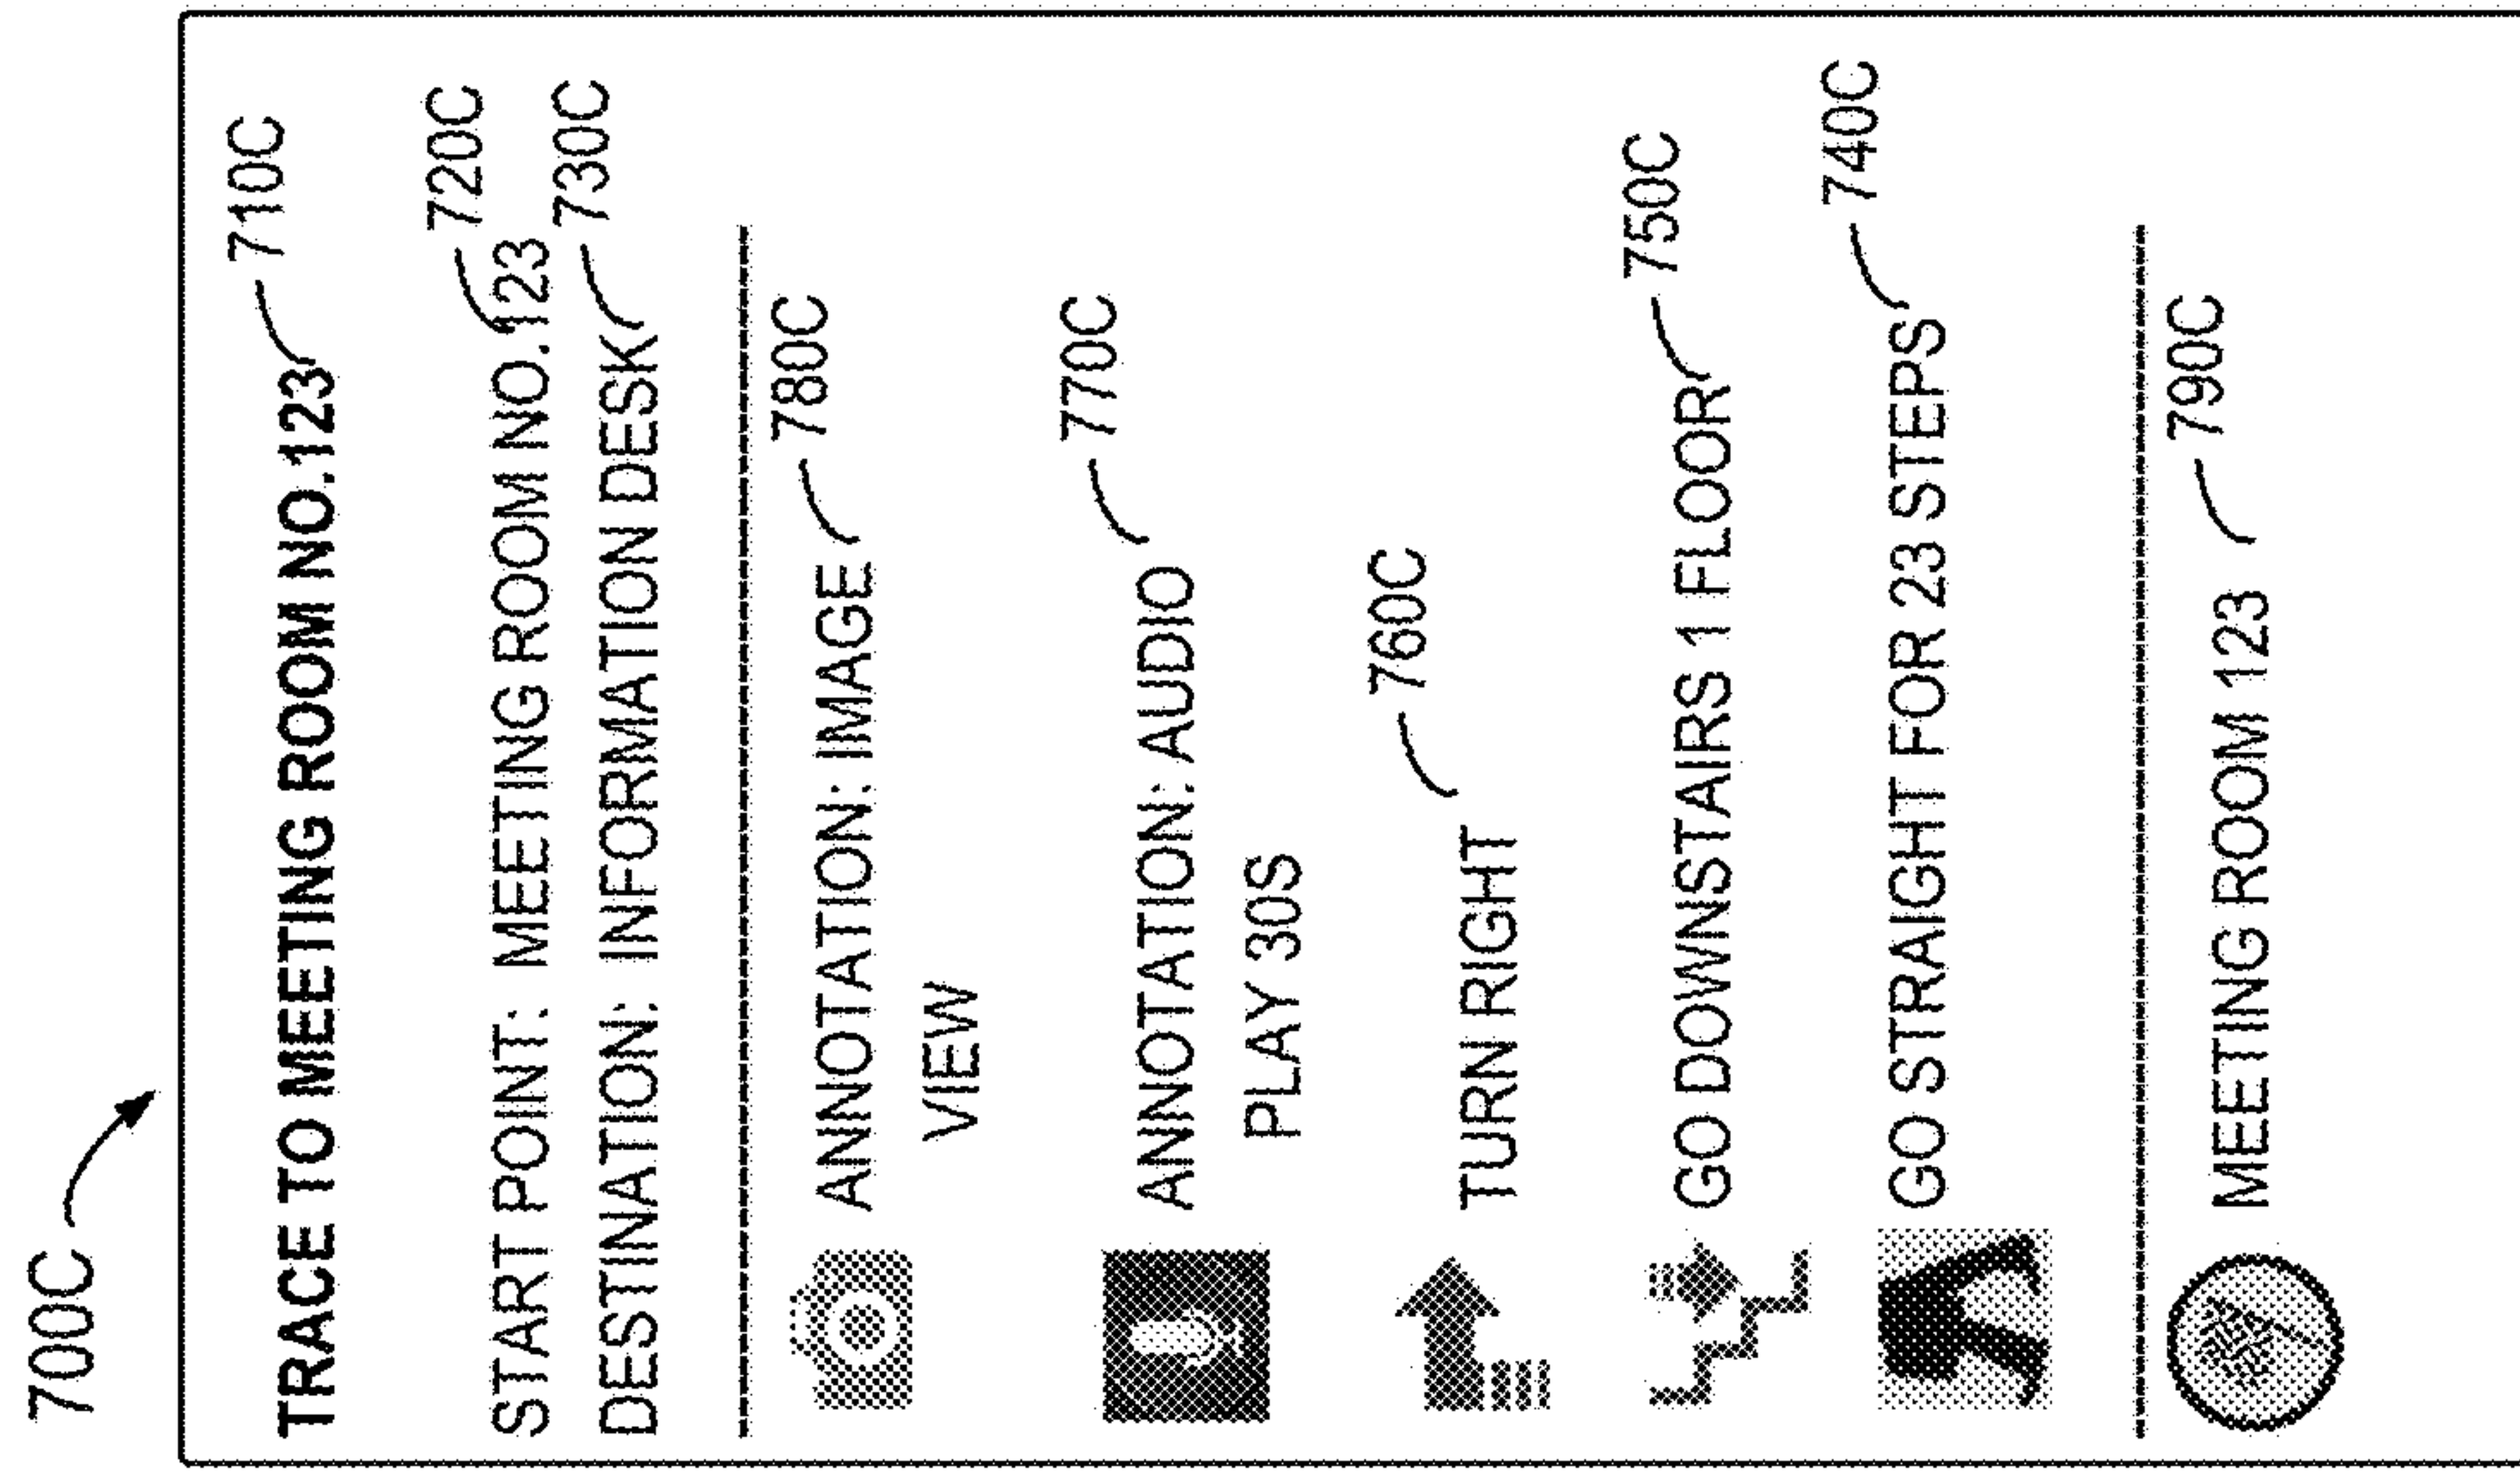 700C
TRACE TO MEETING ROOM NO.123 710C
720C
START POINT: MEETING ROOM NO.123
730C
DESTINATION: INFORMATION DESK
780C
ANNOTATION: IMAGE
VIEW
770C
ANNOTATION: AUDIO
PLAY 30S
760C
TURN RIGHT
750C
GO DOWNSTAIRS 1 FLOOR
740C
GO STRAIGHT FOR 23 STEPS
790C
MEETING ROOM 123